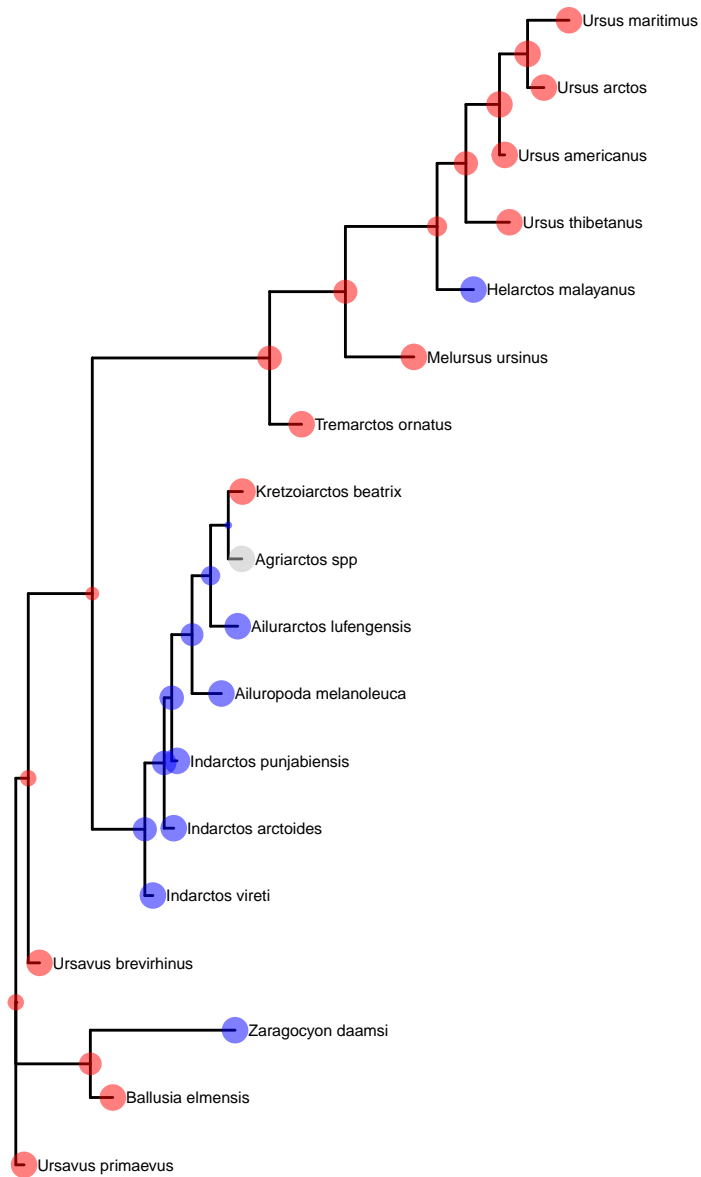 Ursus maritimus
Ursus arctos
Ursus americanus
Ursus thibetanus
Helarctos malayanus
Melursus ursinus
Tremarctos ornatus
Kretzoiarctos beatrix
Agriarctos spp
Ailurarctos lufengensis
Ailuropoda melanoleuca
Indarctos punjabiensis
Indarctos arctoides
Indarctos vireti
Ursavus brevirhinus
Zaragocyon daamsi
Ballusia elmensis
Ursavus primaevus